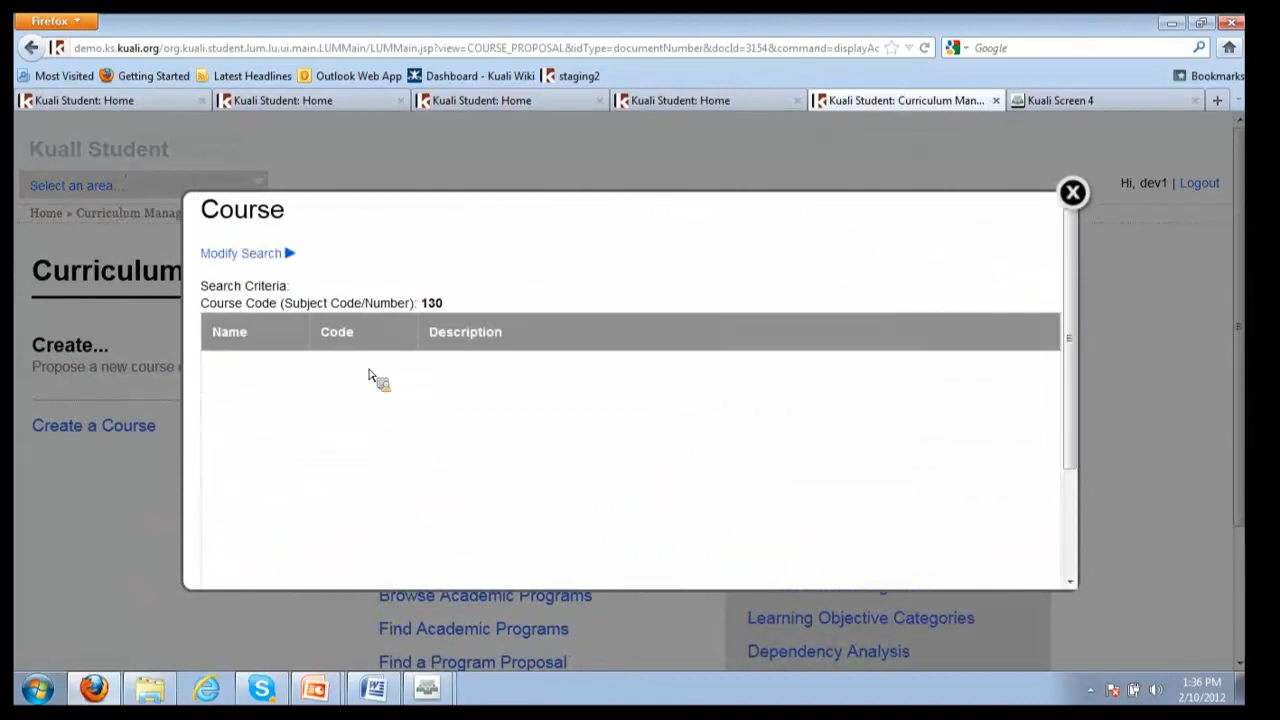 Firefox
demo.ks.kuali.org/org.kuali.student.lum.lu.ui.main.LUMMain/LUMMain.jsp?view=COURSE_PROPOSAL&idType=documentNumber&docId=3154&command=displayAc
Google
Most Visited Getting Started Latest Headlines Outlook Web App Dashboard - Kuali Wiki staging2 Bookmarks
Kuali Student: Home Kuali Student: Home Kuali Student: Home Kuali Student: Home Kuali Student: Curriculum Man... Kuali Screen 4
Kuali Student
Select an area...
Hi, dev1 | Logout
Home » Curriculum Manag
Course
Modify Search
Curriculum
Search Criteria:
Course Code (Subject Code/Number): 130
Name Code Description
Create...
Propose a new course
Create a Course
Browse Academic Programs
Learning Objective Categories
Find Academic Programs
Dependency Analysis
Find a Program Proposal
1:36 PM
2/10/2012